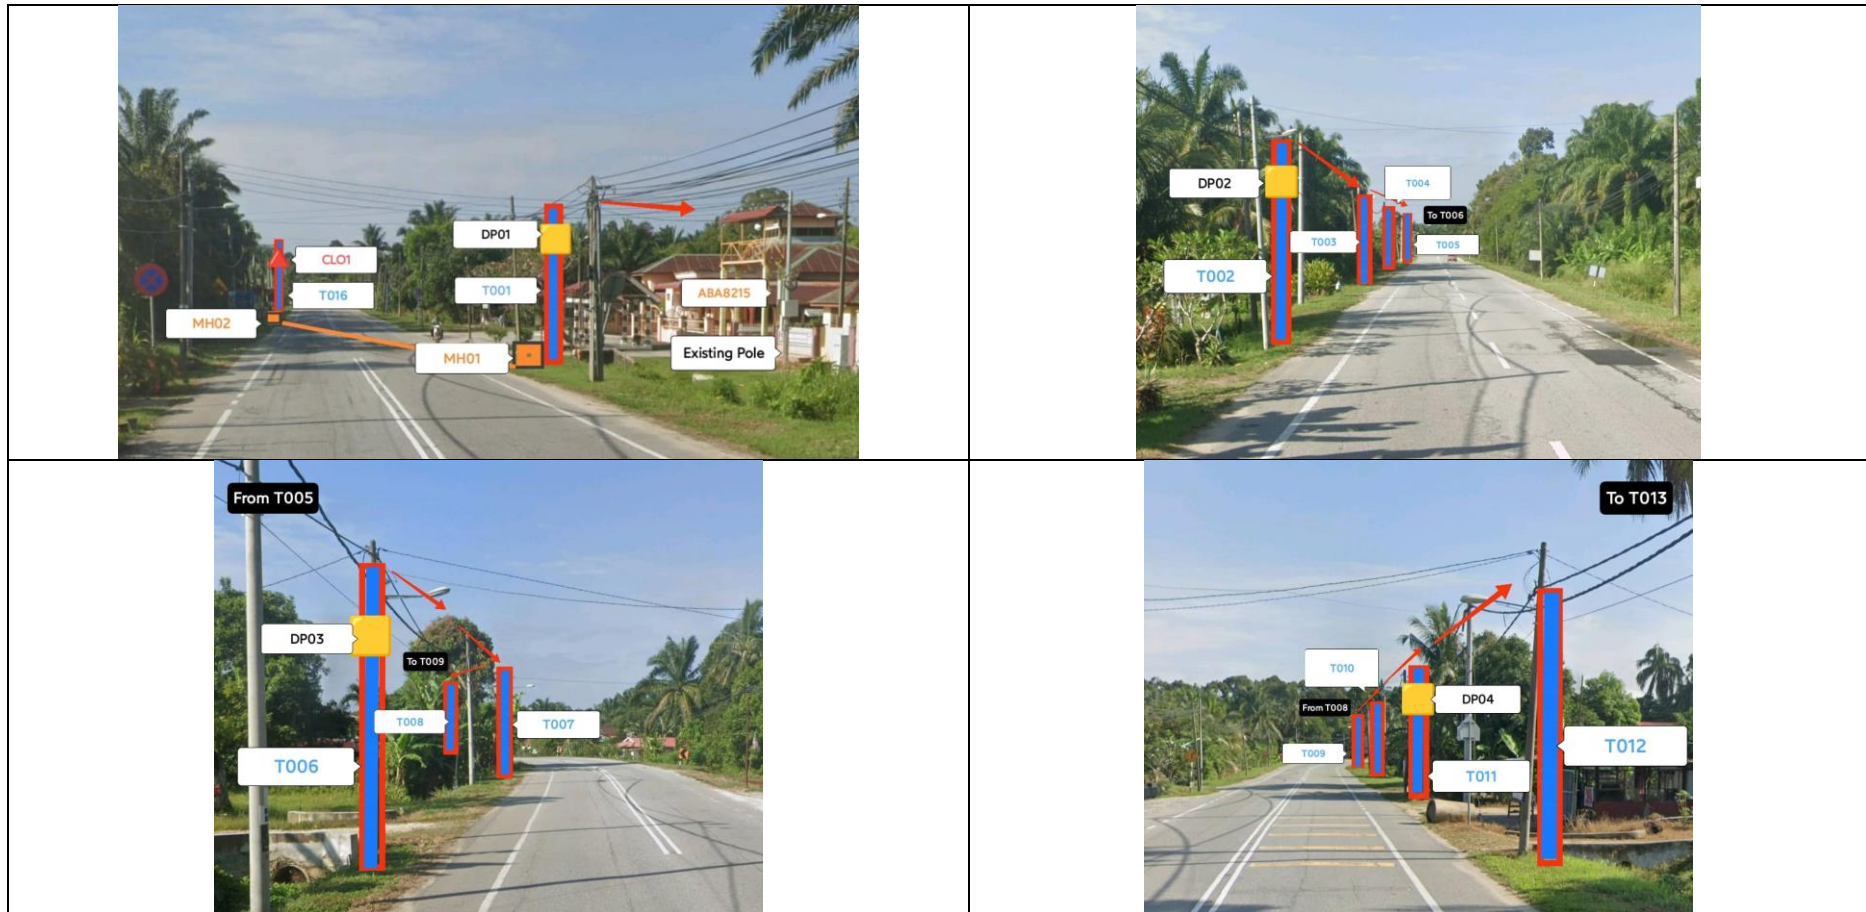 DP01
CLO1
T016
T001
ABA8215
MH02
MH01
Existing Pole
DP02
T004
To T006
T003
T005
T002
From T005
DP03
To T009
T008
T007
T006
To T013
T010
From T008
DP04
T009
T011
T012